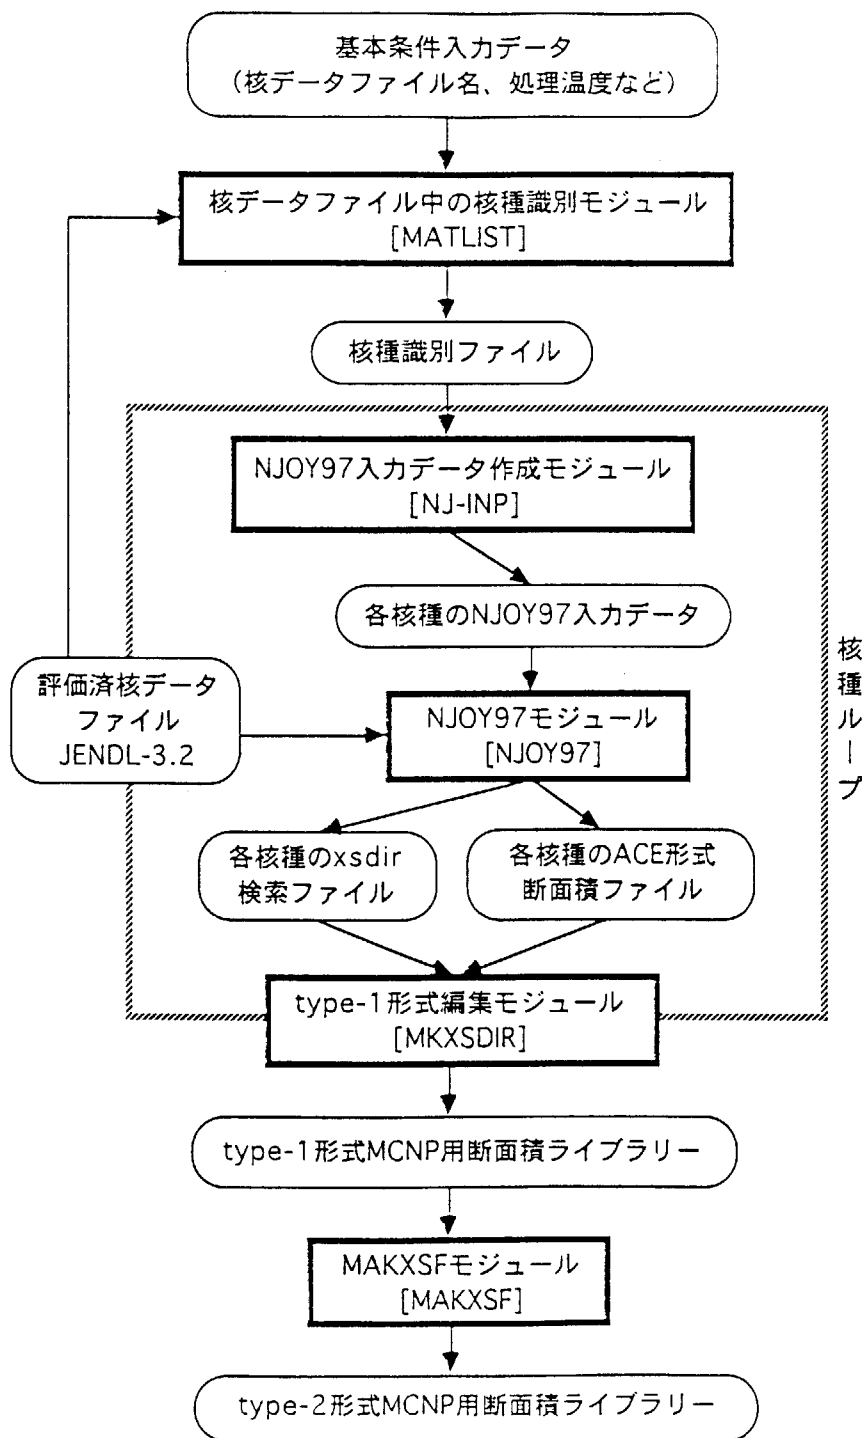 基本条件入力データ
(核データファイル名、処理温度など)
核データファイル中の核種識別モジュール
[MATLIST]
核種識別ファイル
NJOY97入力データ作成モジュール
[NJ-INP]
各核種のNJOY97入力データ
核種ループ
評価済核データ
ファイル
JENDL-3.2
NJOY97モジュール
[NJOY97]
各核種のxsdir
検索ファイル
各核種のACE形式
断面積ファイル
type-1形式編集モジュール
[MKXSDIR]
type-1形式MCNP用断面積ライブラリー
MAKXSFモジュール
[MAKXSF]
type-2形式MCNP用断面積ライブラリー